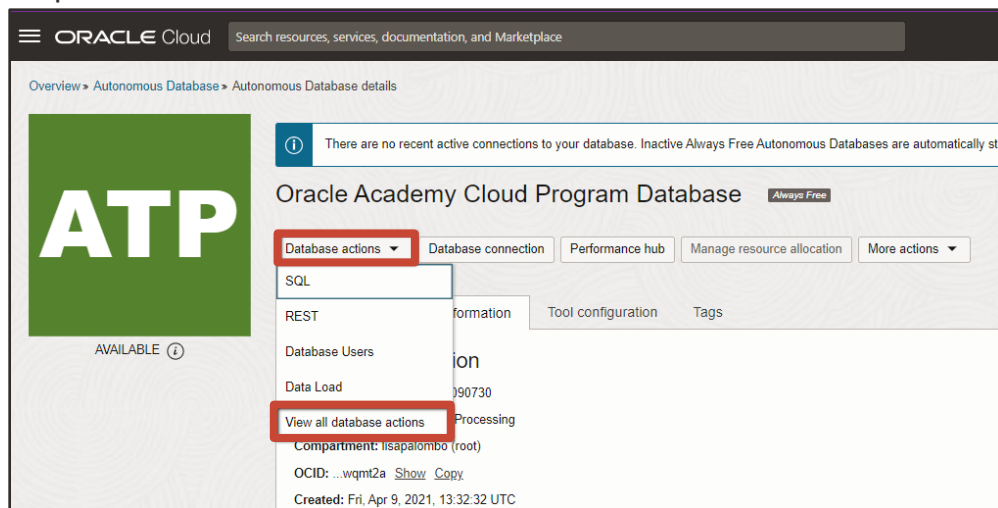 ORACLE Cloud Search resources, services, documentation, and Marketplace
Overview » Autonomous Database » Autonomous Database details
There are no recent active connections to your database. Inactive Always Free Autonomous Databases are automatically st
ATP
Oracle Academy Cloud Program Database Always Free
Database actions Database connection Performance hub Manage resource allocation More actions
SQL
REST
formation Tool configuration Tags
AVAILABLE
Database Users
ion
Data Load
090730
View all database actions
Processing
Compartment: lisapalombo (root)
OCID: ...wqmt2a Show Copy
Created: Fri, Apr 9, 2021, 13:32:32 UTC